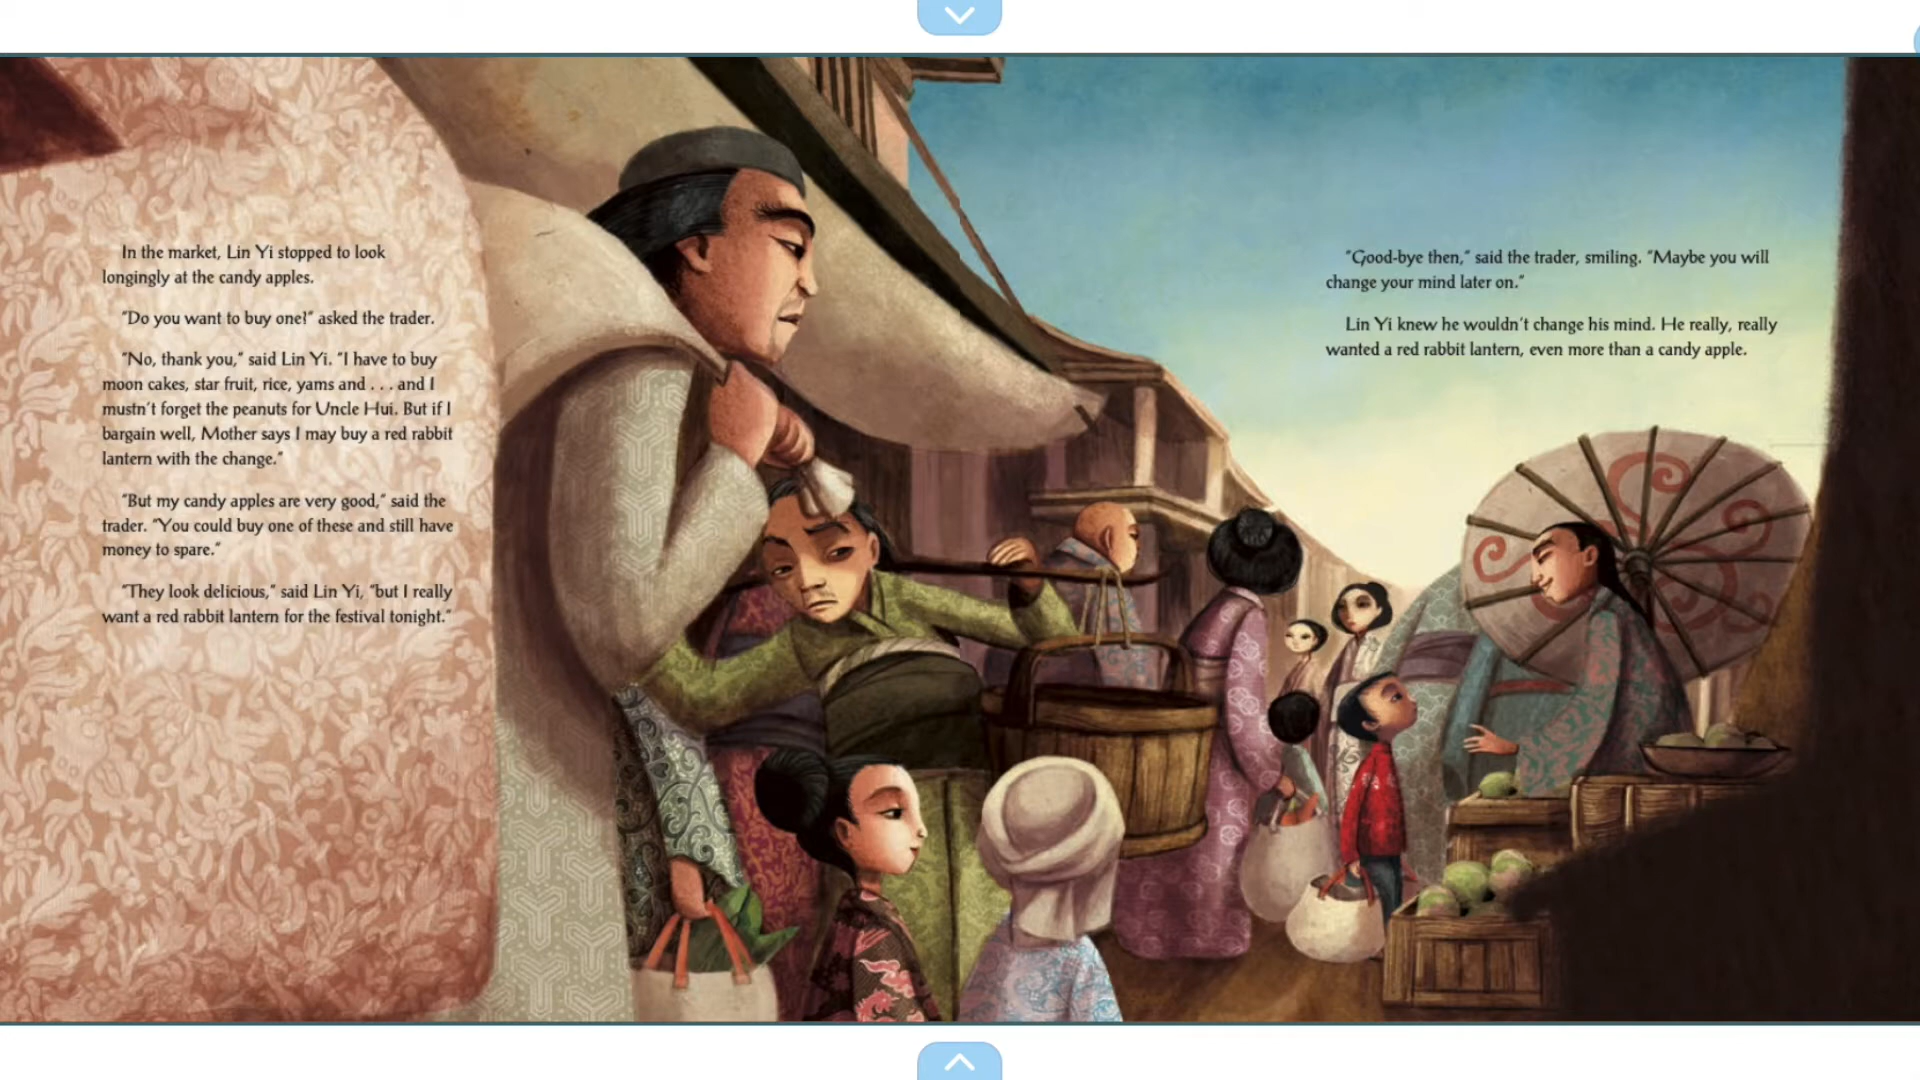 In the market, Lin Yi stopped to look
longingly at the candy apples.
"Do you want to buy one?" asked the trader.
"No, thank you," said Lin Yi. "I have to buy
moon cakes, star fruit, rice, yams and . . . and I
mustn't forget the peanuts for Uncle Hui. But if I
bargain well, Mother says I may buy a red rabbit
lantern with the change."
"But my candy apples are very good," said the
trader. "You could buy one of these and still have
money to spare."
"They look delicious," said Lin Yi, "but I really
want a red rabbit lantern for the festival tonight."
"Good-bye then," said the trader, smiling. "Maybe you will
change your mind later on."
Lin Yi knew he wouldn't change his mind. He really, really
wanted a red rabbit lantern, even more than a candy apple.